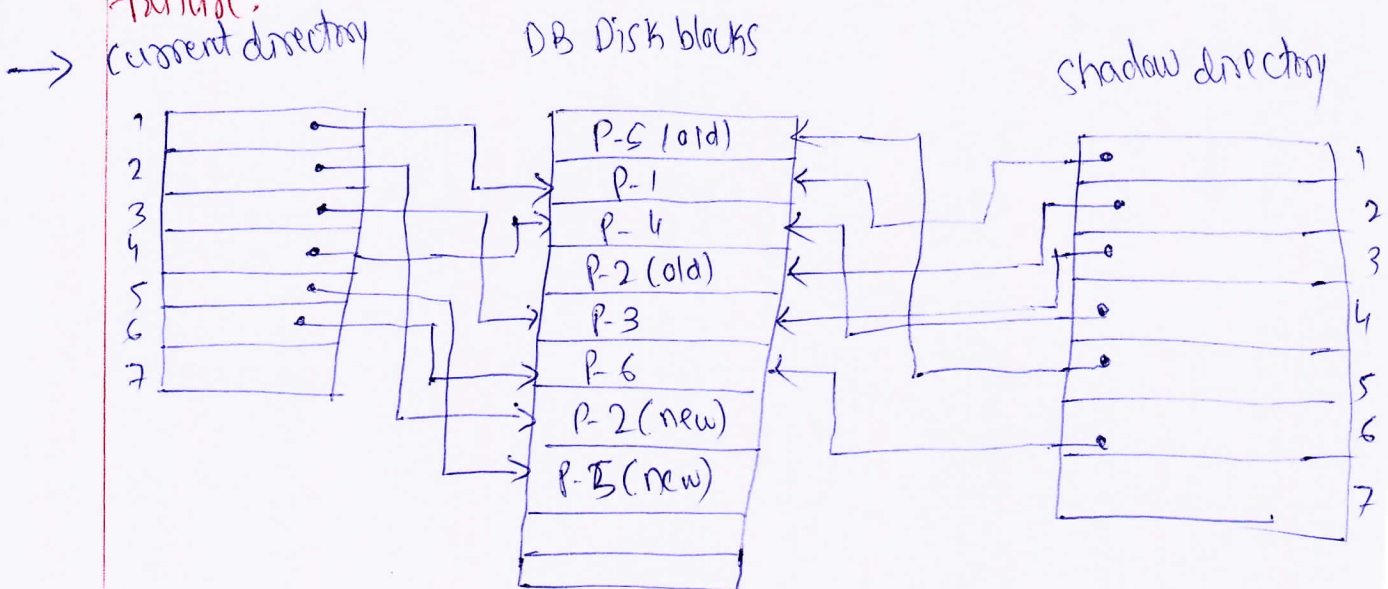 current directory
DB Disk blocks
shadow directory
1
2
3
4
5
6
7
P-5 (old)
P-1
P-4
P-2 (old)
P-3
P-6
P-2 (new)
P-5 (new)
1
2
3
4
5
6
7